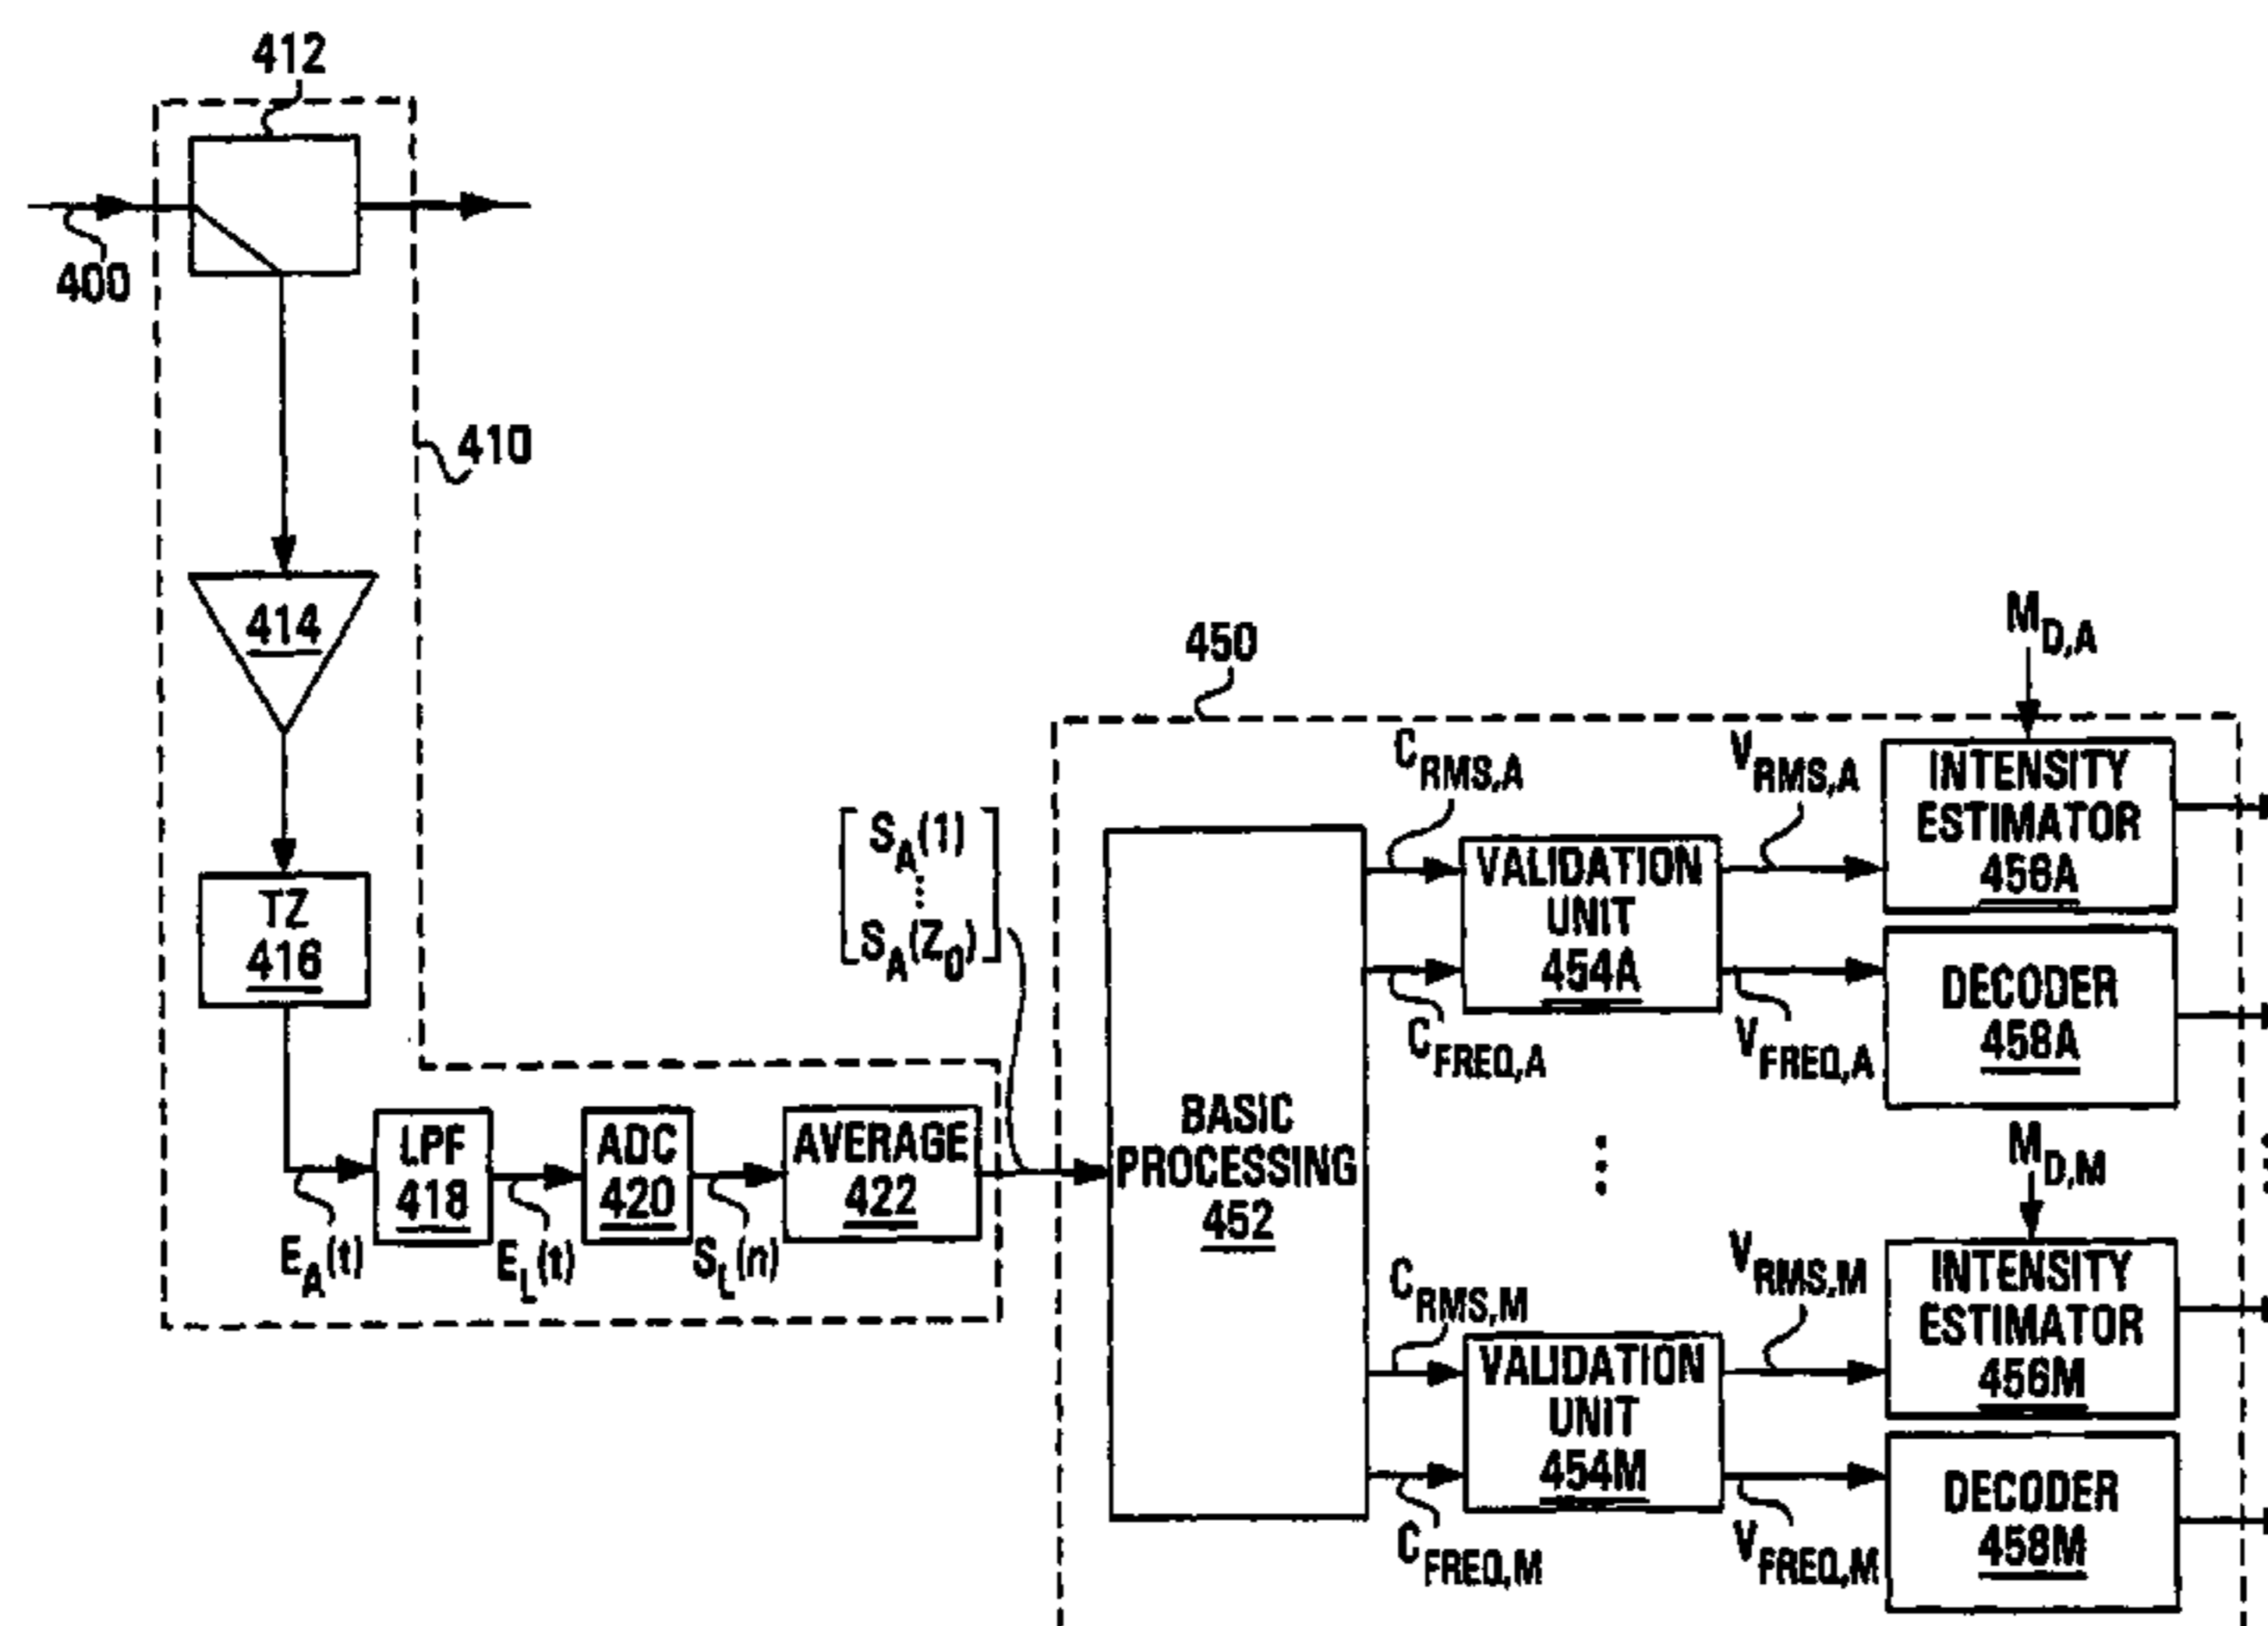 412
400
410
414
TZ
416
LPF
418
ADC
420
AVERAGE
422
E_A(t)
E_L(t)
S_L(n)
S_A(1)
⋮
S_A(Z_0)
450
BASIC
PROCESSING
452
C_RMS,A
C_FREQ,A
VALIDATION
UNIT
454A
V_RMS,A
V_FREQ,A
M_D,A
INTENSITY
ESTIMATOR
456A
DECODER
458A
⋮
C_RMS,M
C_FREQ,M
VALIDATION
UNIT
454M
V_RMS,M
V_FREQ,M
M_D,M
INTENSITY
ESTIMATOR
456M
DECODER
458M